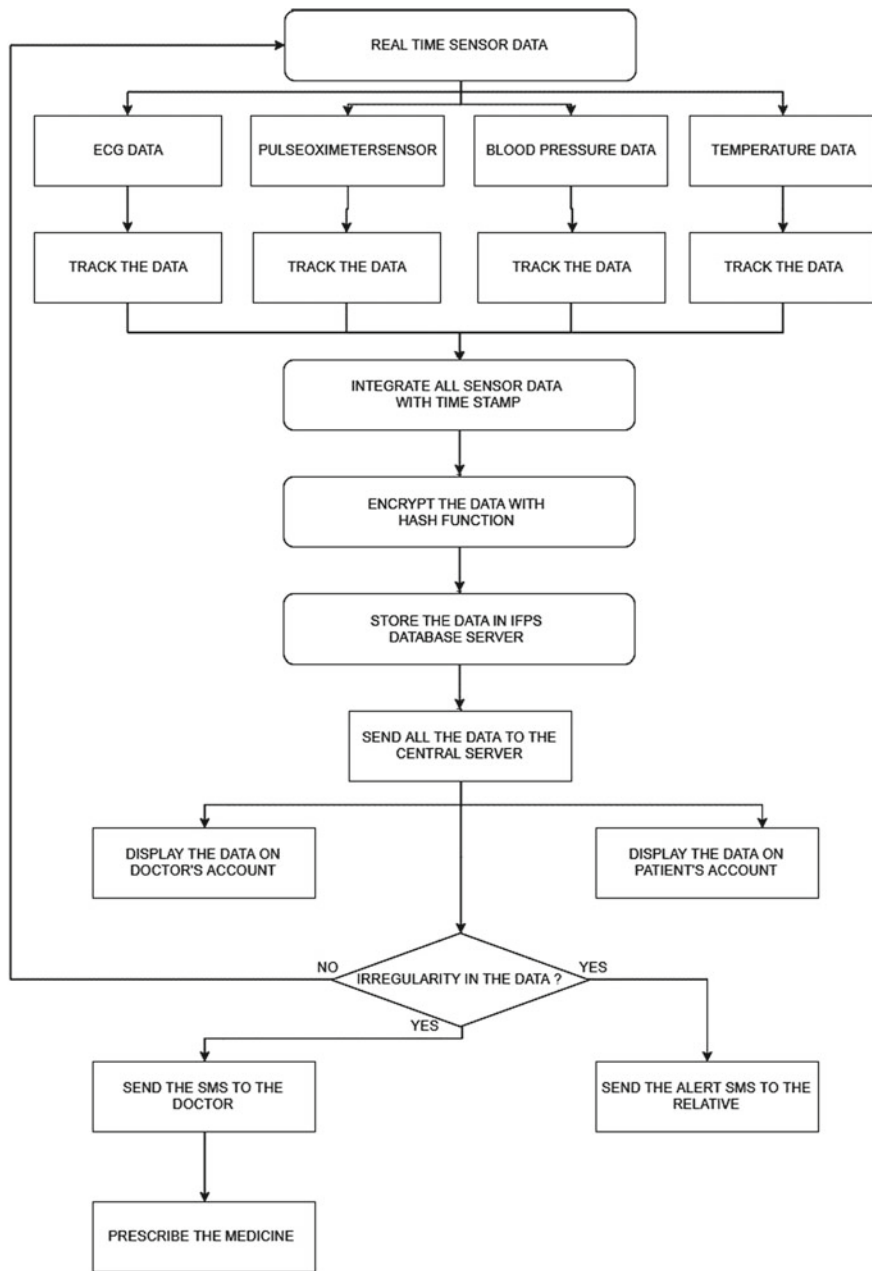 REAL TIME SENSOR DATA
ECG DATA
PULSEOXIMETERSENSOR
BLOOD PRESSURE DATA
TEMPERATURE DATA
TRACK THE DATA
TRACK THE DATA
TRACK THE DATA
TRACK THE DATA
INTEGRATE ALL SENSOR DATA
WITH TIME STAMP
ENCRYPT THE DATA WITH
HASH FUNCTION
STORE THE DATA IN IFPS
DATABASE SERVER
SEND ALL THE DATA TO THE
CENTRAL SERVER
DISPLAY THE DATA ON
DOCTOR'S ACCOUNT
DISPLAY THE DATA ON
PATIENT'S ACCOUNT
NO
IRREGULARITY IN THE DATA ?
YES
YES
SEND THE SMS TO THE
DOCTOR
SEND THE ALERT SMS TO THE
RELATIVE
PRESCRIBE THE MEDICINE